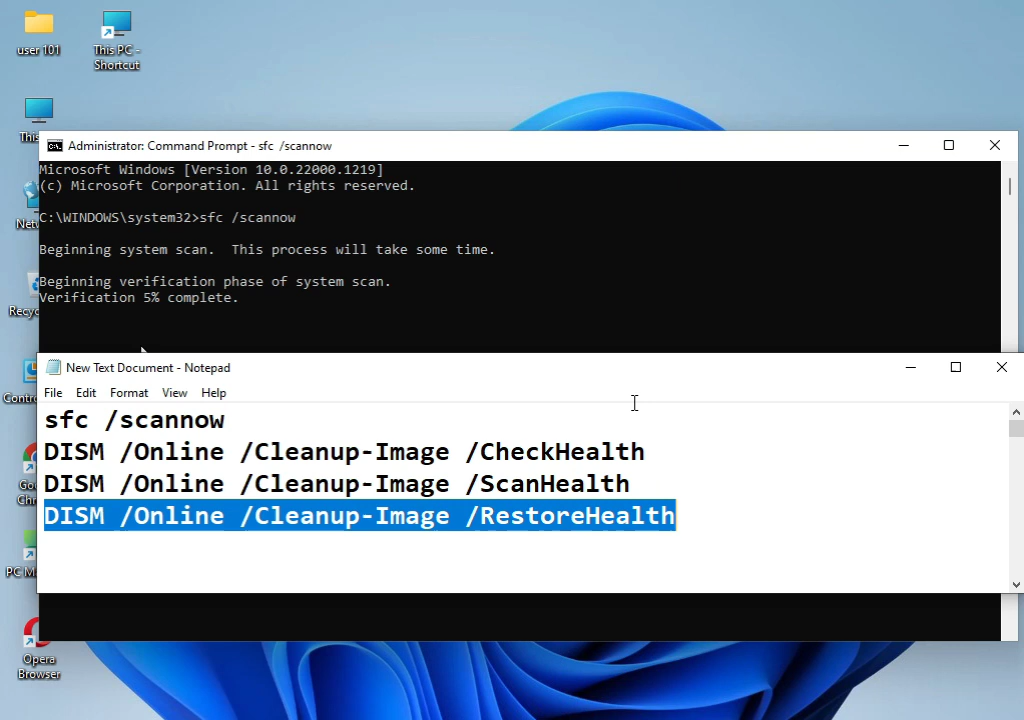 user 101
This PC -
Shortcut
Administrator: Command Prompt - sfc  /scannow
Microsoft Windows [Version 10.0.22000.1219]
(c) Microsoft Corporation. All rights reserved.
C:\WINDOWS\system32>sfc /scannow
Beginning system scan.  This process will take some time.
Beginning verification phase of system scan.
Verification 5% complete.
New Text Document - Notepad
File Edit Format View Help
sfc /scannow
DISM /Online /Cleanup-Image /CheckHealth
DISM /Online /Cleanup-Image /ScanHealth
DISM /Online /Cleanup-Image /RestoreHealth
Opera
Browser